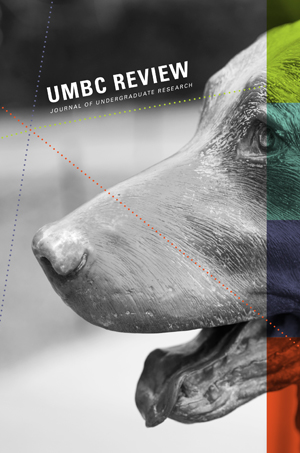 UMBC REVIEW
JOURNAL OF UNDERGRADUATE RESEARCH